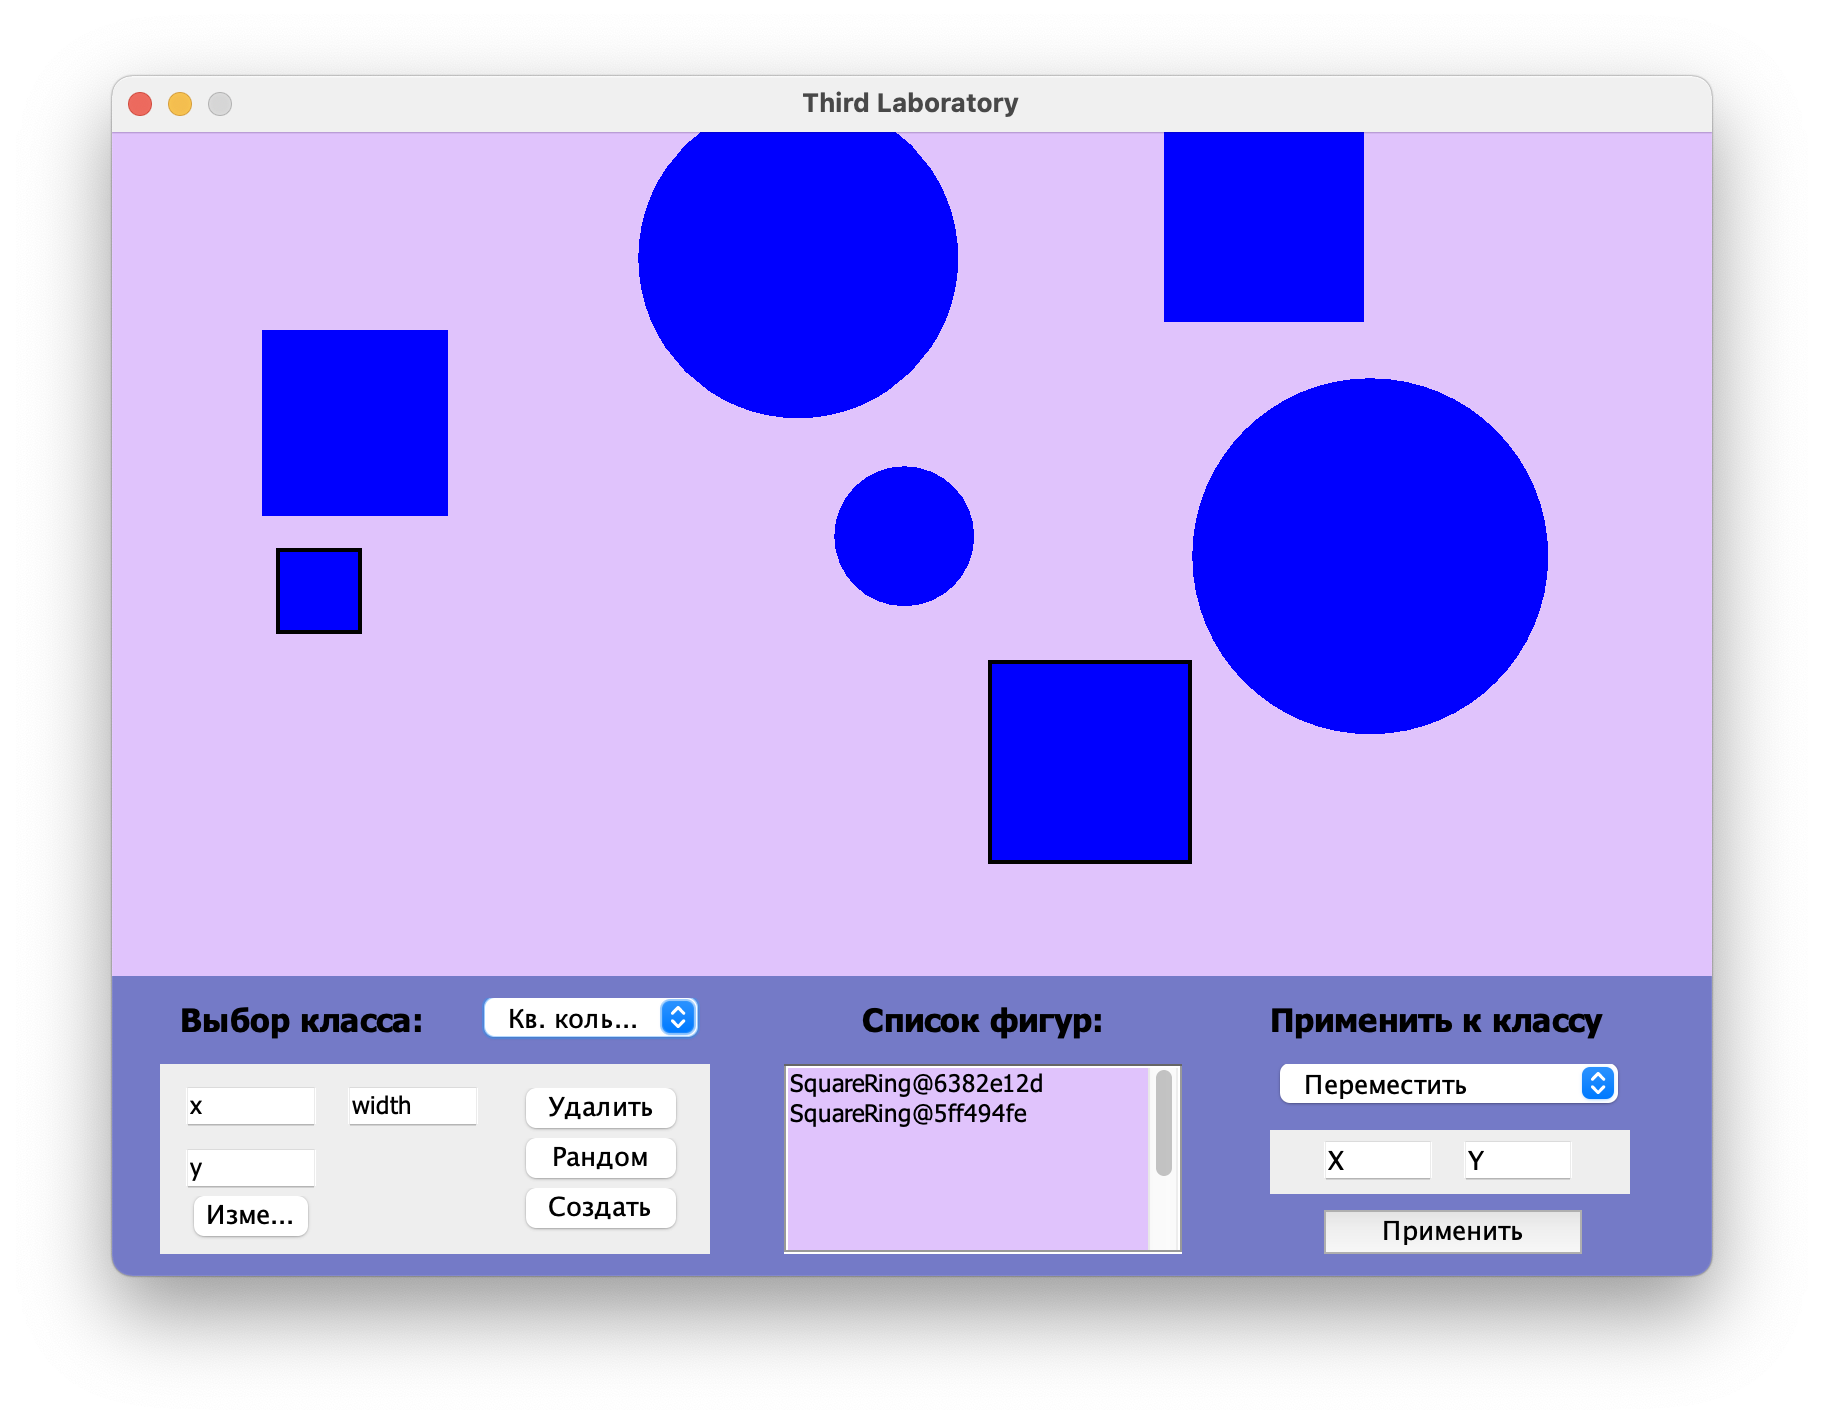 Third Laboratory
Выбор класса:
Кв. коль...
x
width
y
Изме...
Удалить
Рандом
Создать
Список фигур:
SquareRing@6382e12d
SquareRing@5ff494fe
Применить к классу
Переместить
X
Y
Применить